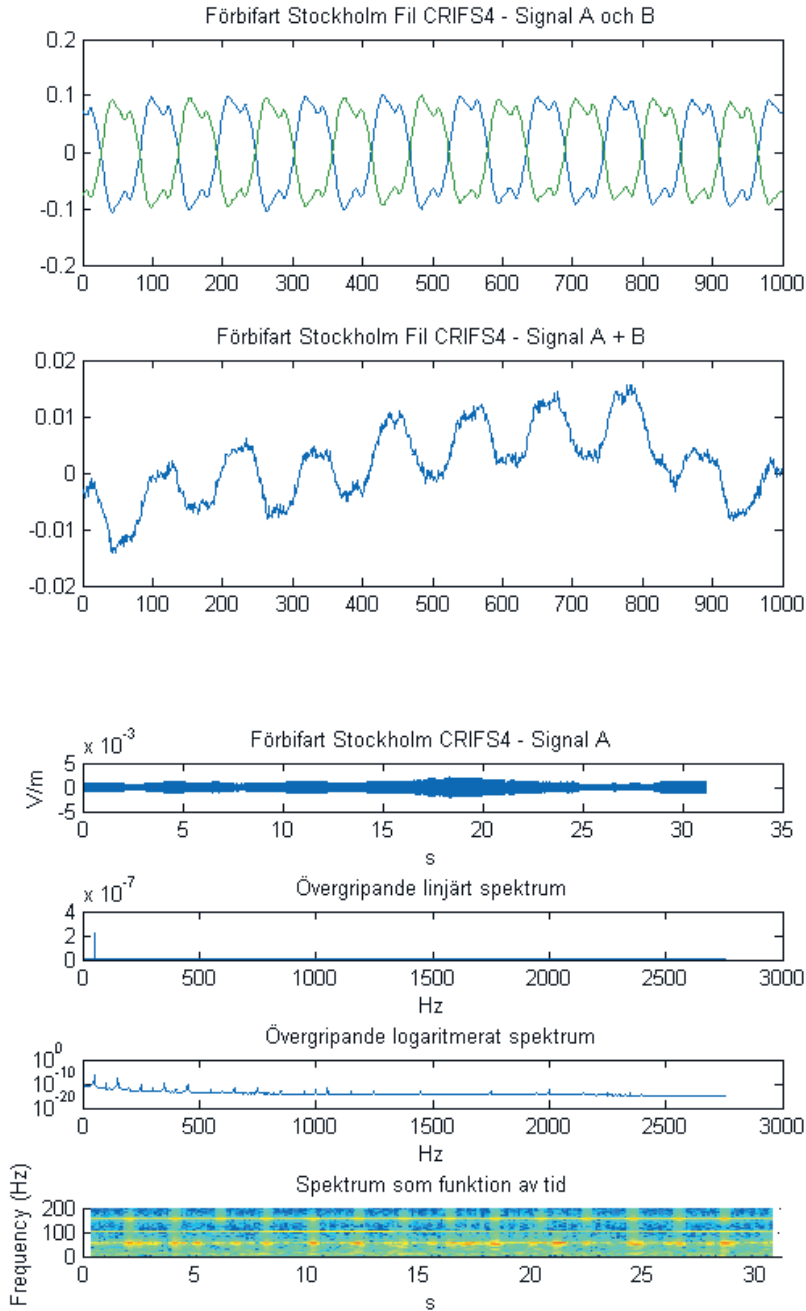 Förbifart Stockholm Fil CRIFS4 - Signal A och B
0.2
0.1
0
-0.1
-0.2
0 100 200 300 400 500 600 700 800 900 1000
Förbifart Stockholm Fil CRIFS4 - Signal A + B
0.02
0.01
0
-0.01
-0.02
0 100 200 300 400 500 600 700 800 900 1000
Förbifart Stockholm CRIFS4 - Signal A
x 10^-3
5
0
-5
V/m
0 5 10 15 20 25 30 35
s
Övergripande linjärt spektrum
x 10^-7
4
2
0
0 500 1000 1500 2000 2500 3000
Hz
Övergripande logaritmerat spektrum
10^0
10^-10
10^-20
0 500 1000 1500 2000 2500 3000
Hz
Spektrum som funktion av tid
Frequency (Hz)
200
100
0
0 5 10 15 20 25 30
s